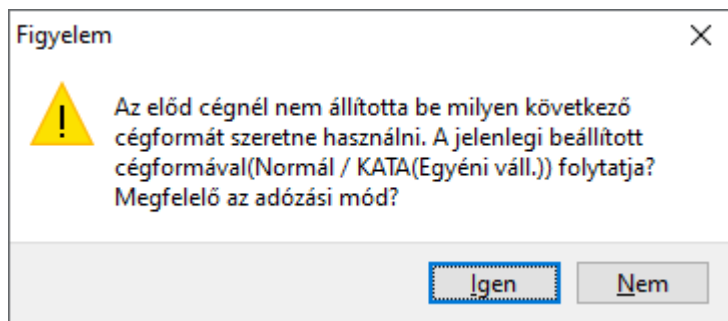 Figyelem
Az előd cégnél nem állította be milyen következő
cégformát szeretne használni. A jelenlegi beállított
cégformával(Normál / KATA(Egyéni váll.)) folytatja?
Megfelelő az adózási mód?
Igen
Nem